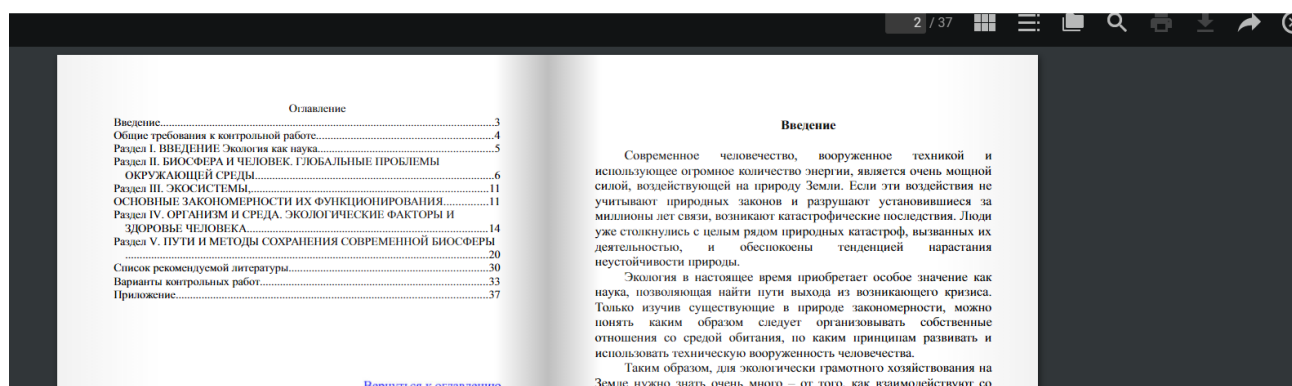 2 / 37
Оглавление
Введение.....................................................................................................3
Общие требования к контрольной работе.....................................................4
Раздел I. ВВЕДЕНИЕ Экология как наука......................................................5
Раздел II. БИОСФЕРА И ЧЕЛОВЕК. ГЛОБАЛЬНЫЕ ПРОБЛЕМЫ
ОКРУЖАЮЩЕЙ СРЕДЫ.........................................................................6
Раздел III. ЭКОСИСТЕМЫ,........................................................................11
ОСНОВНЫЕ ЗАКОНОМЕРНОСТИ ИХ ФУНКЦИОНИРОВАНИЯ..............11
Раздел IV. ОРГАНИЗМ И СРЕДА. ЭКОЛОГИЧЕСКИЕ ФАКТОРЫ И
ЗДОРОВЬЕ ЧЕЛОВЕКА..........................................................................14
Раздел V. ПУТИ И МЕТОДЫ СОХРАНЕНИЯ СОВРЕМЕННОЙ БИОСФЕРЫ
................................................................................................................20
Список рекомендуемой литературы............................................................30
Варианты контрольных работ.....................................................................33
Приложение..............................................................................................37
Вернуться к оглавлению
Введение
Современное человечество, вооруженное техникой и
использующее огромное количество энергии, является очень мощной
силой, воздействующей на природу Земли. Если эти воздействия не
учитывают природных законов и разрушают установившиеся за
миллионы лет связи, возникают катастрофические последствия. Люди
уже столкнулись с целым рядом природных катастроф, вызванных их
деятельностью, и обеспокоены тенденцией нарастания
неустойчивости природы.
Экология в настоящее время приобретает особое значение как
наука, позволяющая найти пути выхода из возникающего кризиса.
Только изучив существующие в природе закономерности, можно
понять каким образом следует организовывать собственные
отношения со средой обитания, по каким принципам развивать и
использовать техническую вооруженность человечества.
Таким образом, для экологически грамотного хозяйствования на
Земле нужно знать очень много – от того, как взаимодействуют со